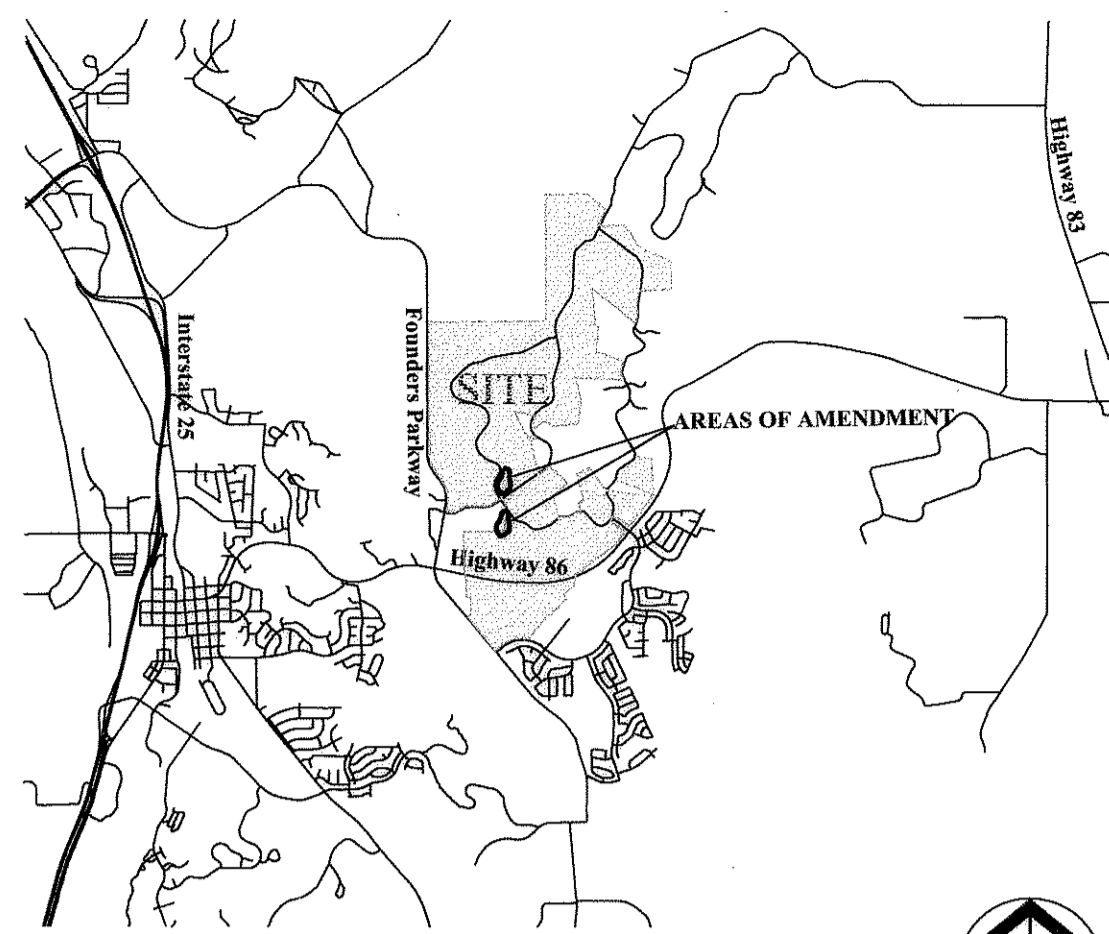 Highway 83
Interstate 25
Founders Parkway
SITE
AREAS OF AMENDMENT
Highway 86